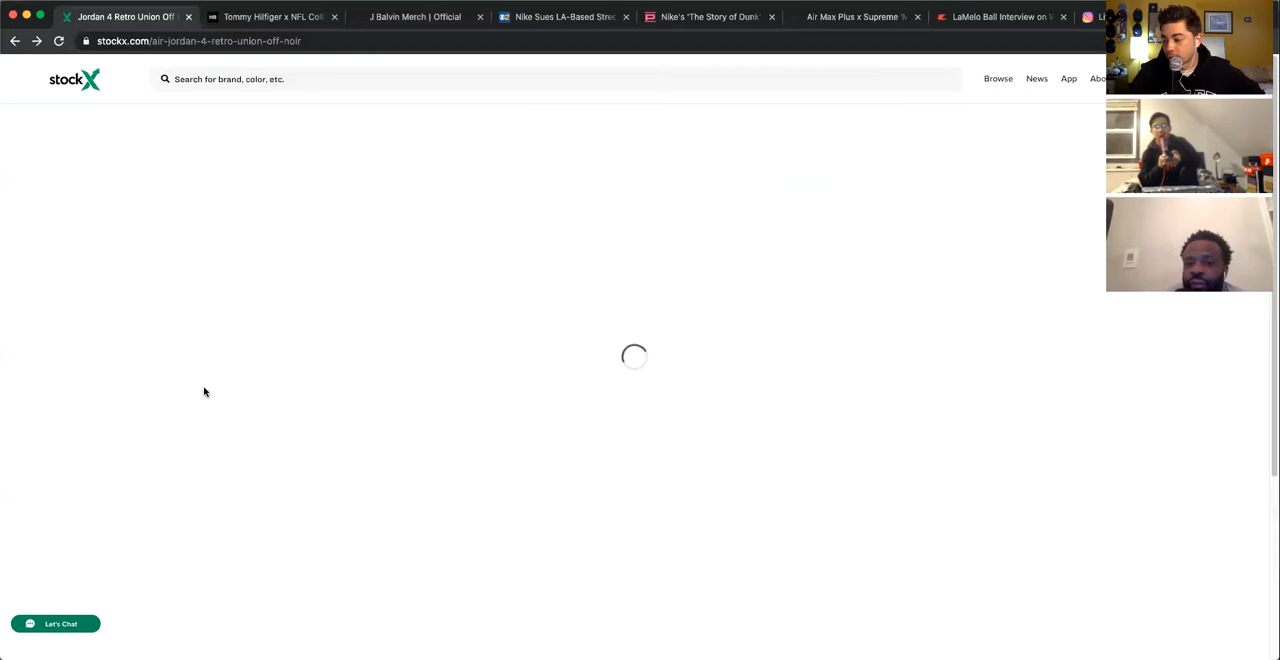 Jordan 4 Retro Union Off
Tommy Hilfiger x NFL Coll
J Balvin Merch | Official
Nike Sues LA-Based Stre
Nike's 'The Story of Dunk'
Air Max Plus x Supreme
LaMelo Ball Interview on
stockx.com/air-jordan-4-retro-union-off-noir
stockX
Search for brand, color, etc.
Browse
News
App
Abo
Let's Chat